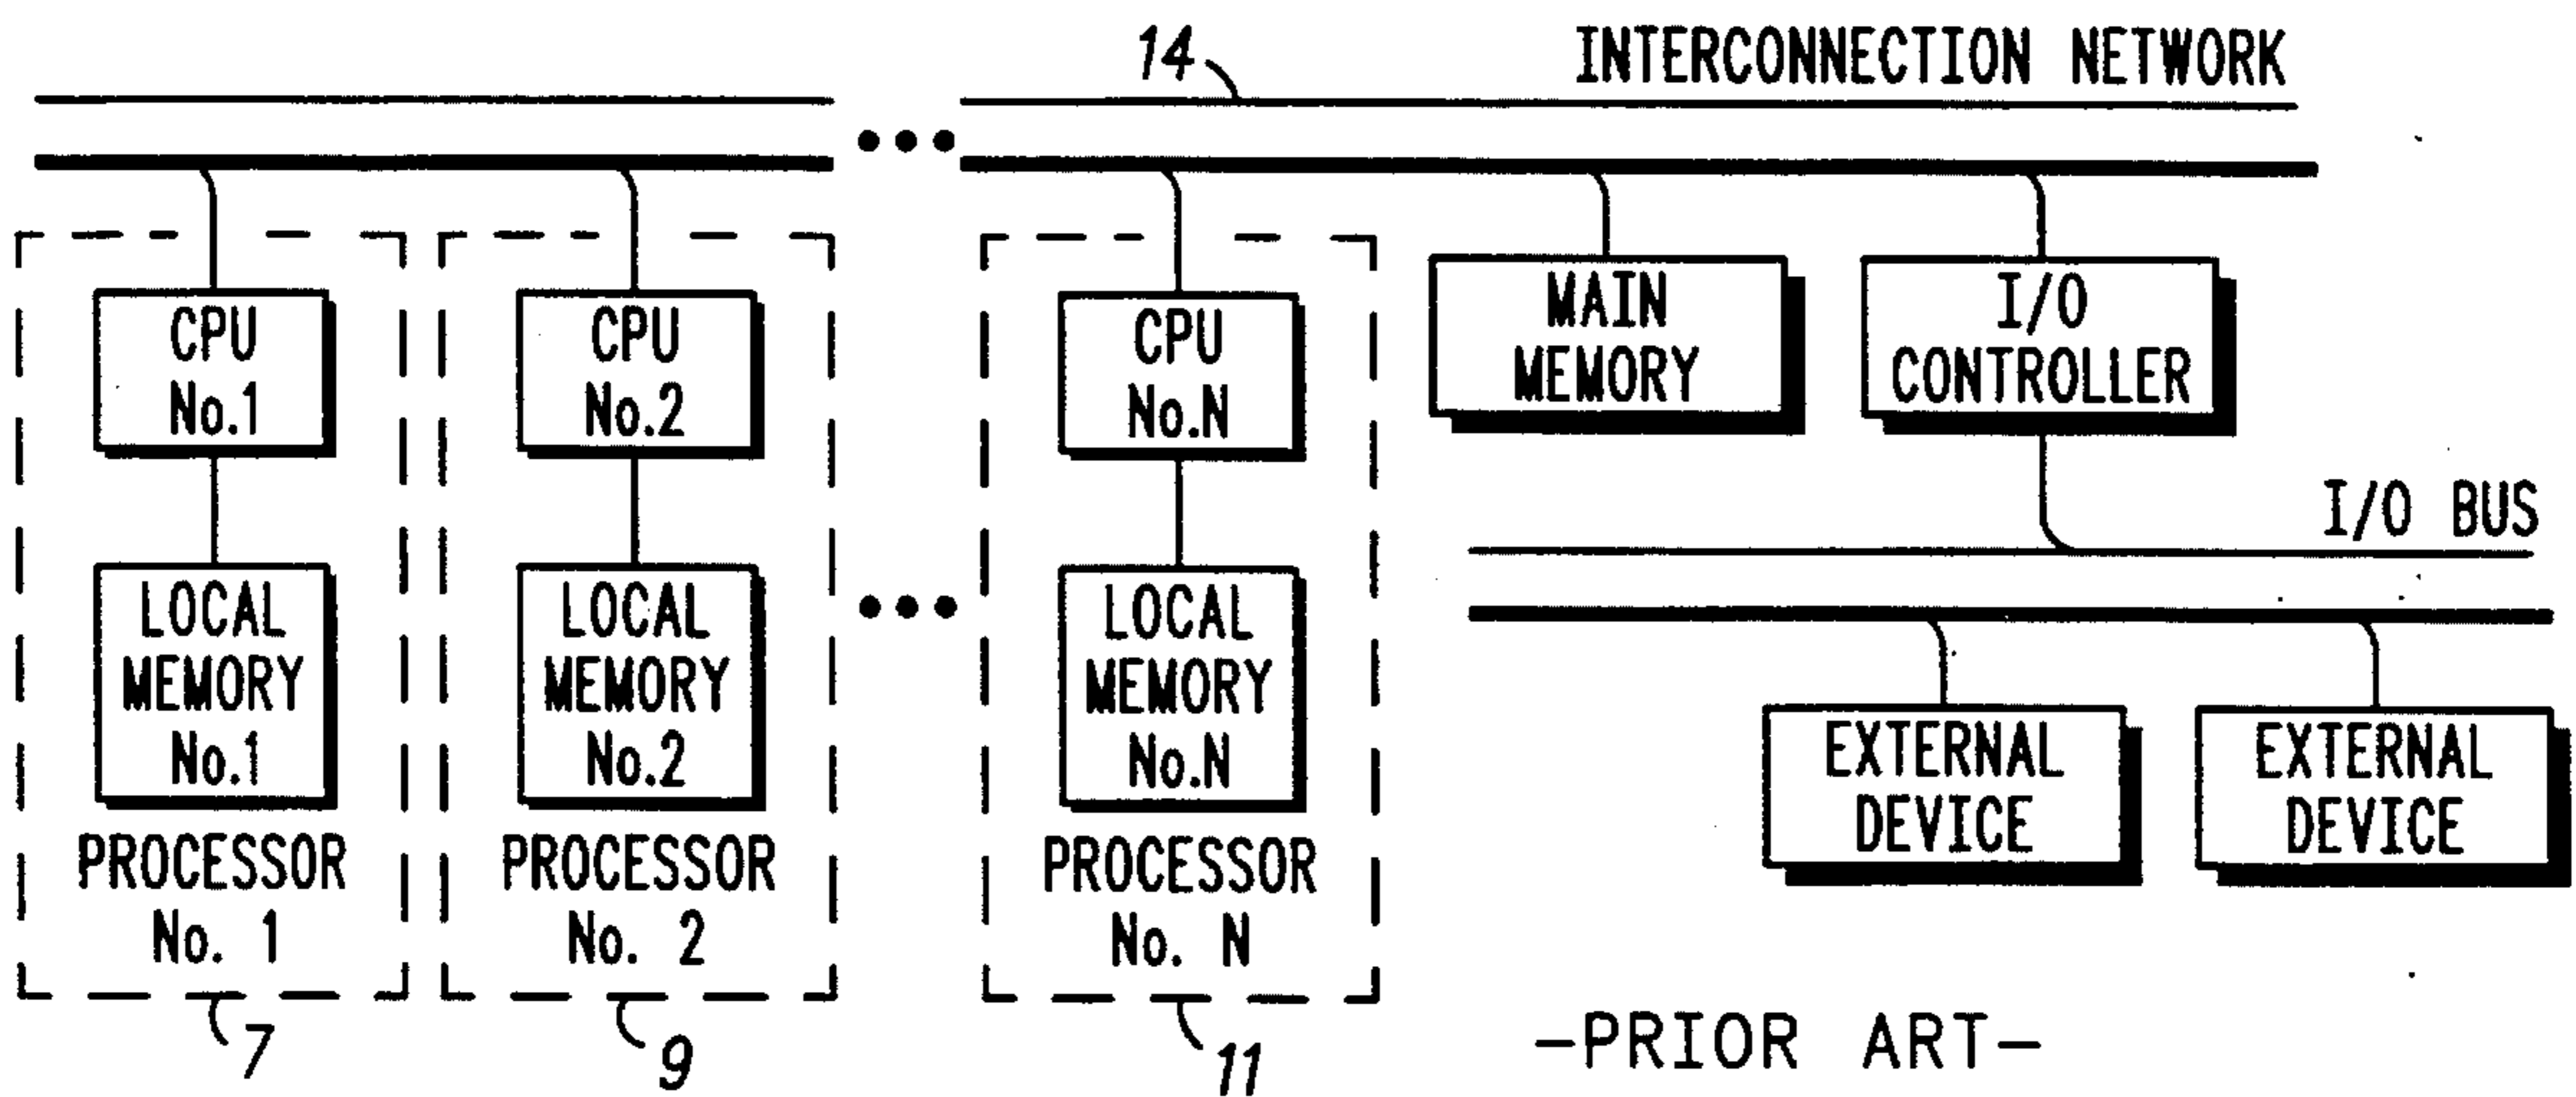 14
INTERCONNECTION NETWORK
CPU
No.1
CPU
No.2
CPU
No.N
MAIN
MEMORY
I/O
CONTROLLER
I/O BUS
LOCAL
MEMORY
No.1
LOCAL
MEMORY
No.2
LOCAL
MEMORY
No.N
EXTERNAL
DEVICE
EXTERNAL
DEVICE
PROCESSOR
No. 1
PROCESSOR
No. 2
PROCESSOR
No. N
7
9
11
-PRIOR ART-